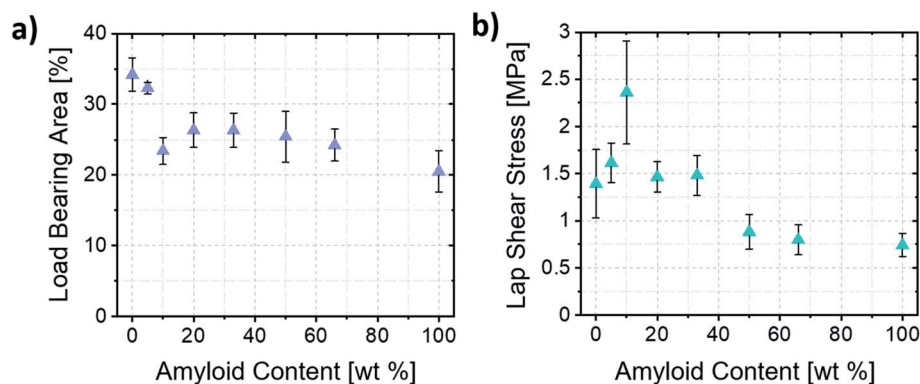 a)
Load Bearing Area [%]
40
30
20
10
0
0 20 40 60 80 100
Amyloid Content [wt %]
b)
Lap Shear Stress [MPa]
3
2.5
2
1.5
1
0.5
0
0 20 40 60 80 100
Amyloid Content [wt %]